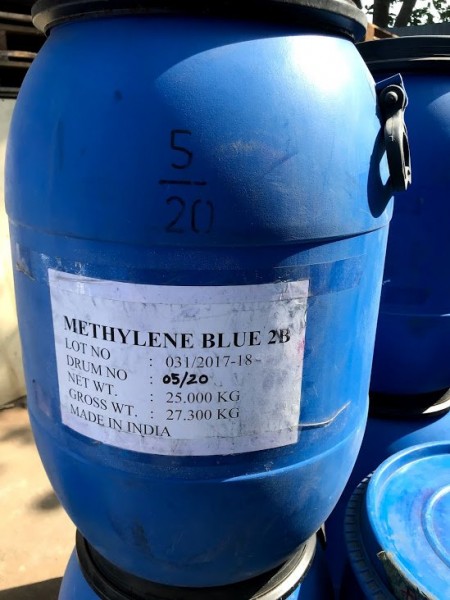 5
20
METHYLENE BLUE 2B
LOT NO : 031/2017-18
DRUM NO : 05/20
NET WT. : 25.000 KG
GROSS WT. : 27.300 KG
MADE IN INDIA